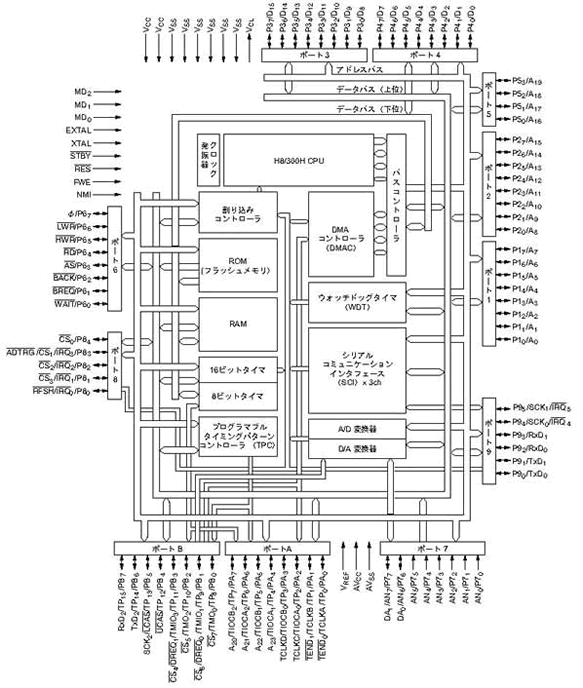 VCC
VCC
VSS
VSS
VSS
VSS
VSS
VSS
VCL
P37/D15
P36/D14
P35/D13
P34/D12
P33/D11
P32/D10
P31/D9
P30/D8
P47/D7
P46/D6
P45/D5
P44/D4
P43/D3
P42/D2
P41/D1
P40/D0
ポート3
ポート4
アドレスバス
データバス（上位）
データバス（下位）
MD2
MD1
MD0
EXTAL
XTAL
STBY
RES
FWE
NMI
クロック発振器
H8/300H CPU
バスコントローラ
割り込み
コントローラ
DMA
コントローラ
(DMAC)
ROM
(フラッシュメモリ)
RAM
ウォッチドッグタイマ
(WDT)
シリアル
コミュニケーション
インタフェース
(SCI) x 3ch
16ビットタイマ
8ビットタイマ
プログラマブル
タイミングパターン
コントローラ（TPC）
A/D 変換器
D/A 変換器
ポート6
φ/P67
LWR/P66
HWR/P65
RD/P64
AS/P63
BACK/P62
BREQ/P61
WAIT/P60
ポート8
CS0/P84
ADTRG/CS1/IRQ3/P83
CS2/IRQ2/P82
CS3/IRQ1/P81
RFSH/IRQ0/P80
ポート5
P53/A19
P52/A18
P51/A17
P50/A16
ポート2
P27/A15
P26/A14
P25/A13
P24/A12
P23/A11
P22/A10
P21/A9
P20/A8
ポート1
P17/A7
P16/A6
P15/A5
P14/A4
P13/A3
P12/A2
P11/A1
P10/A0
ポート9
P95/SCK1/IRQ5
P94/SCK0/IRQ4
P93/RxD1
P92/RxD0
P91/TxD1
P90/TxD0
ポートB
ポートA
ポート7
RxD2/TP15/PB7
TxD2/TP14/PB6
SCK2/LCAS/TP13/PB5
UCAS/TP12/PB4
CS4/DREQ1/TMIO3/TP11/PB3
CS5/TMO2/TP10/PB2
CS6/DREQ0/TMIO1/TP9/PB1
CS7/TMO0/TP8/PB0
A20/TIOCB2/TP7/PA7
A21/TIOCA2/TP6/PA6
A22/TIOCB1/TP5/PA5
A23/TIOCA1/TP4/PA4
TCLKD/TIOCB0/TP3/PA3
TCLKC/TIOCA0/TP2/PA2
TEND1/TCLKB/TP1/PA1
TEND0/TCLKA/TP0/PA0
VREF
AVCC
AVSS
DA1/AN7/P77
DA0/AN6/P76
AN5/P75
AN4/P74
AN3/P73
AN2/P72
AN1/P71
AN0/P70